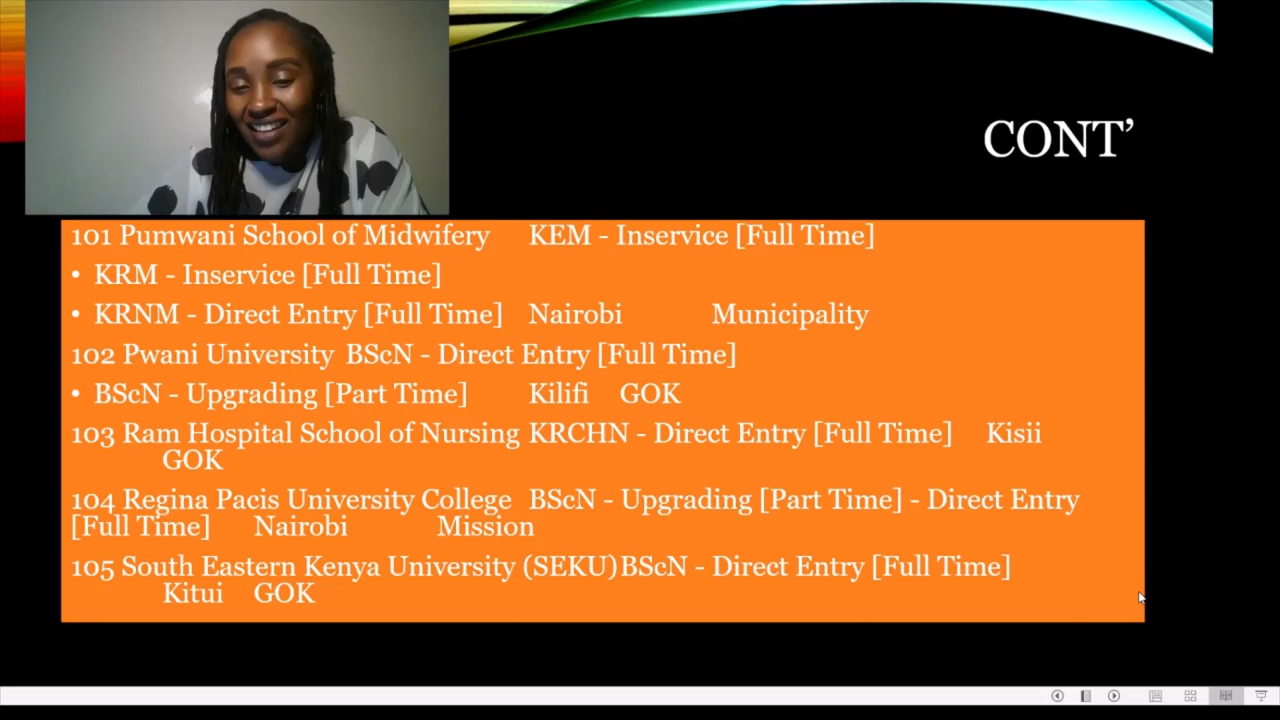 CONT’
101 Pumwani School of Midwifery KEM - Inservice [Full Time]
• KRM - Inservice [Full Time]
• KRNM - Direct Entry [Full Time] Nairobi Municipality
102 Pwani University BScN - Direct Entry [Full Time]
• BScN - Upgrading [Part Time] Kilifi GOK
103 Ram Hospital School of Nursing KRCHN - Direct Entry [Full Time] Kisii
GOK
104 Regina Pacis University College BScN - Upgrading [Part Time] - Direct Entry
[Full Time] Nairobi Mission
105 South Eastern Kenya University (SEKU)BScN - Direct Entry [Full Time]
Kitui GOK